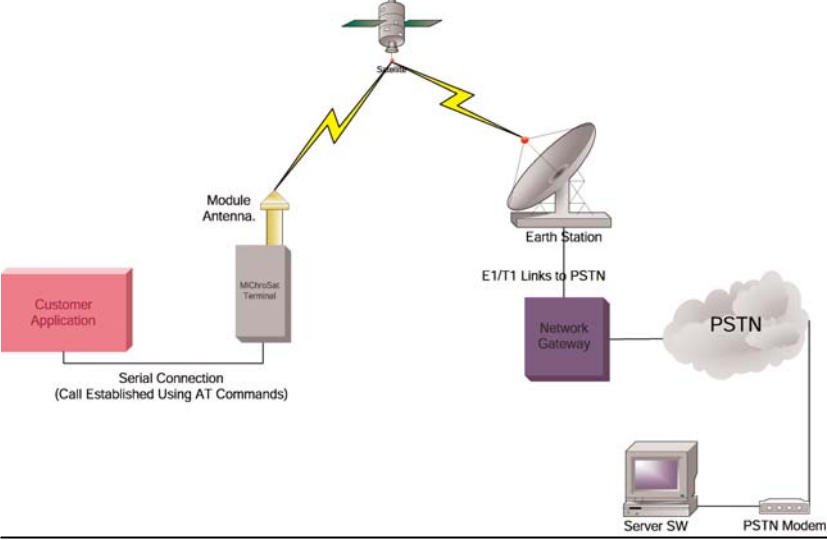 Satellite
Module
Antenna.
Earth Station
MiChroSat
Terminal
E1/T1 Links to PSTN
Customer
Application
Network
Gateway
PSTN
Serial Connection
(Call Established Using AT Commands)
Server SW
PSTN Modem